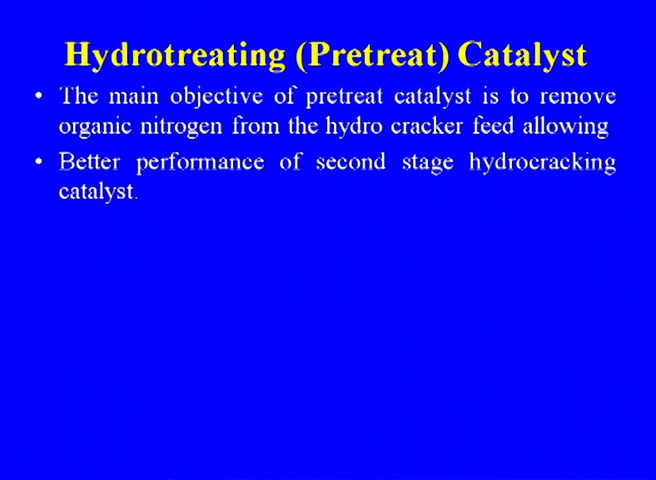 Hydrotreating (Pretreat) Catalyst
• The main objective of pretreat catalyst is to remove
organic nitrogen from the hydro cracker feed allowing
• Better performance of second stage hydrocracking
catalyst.